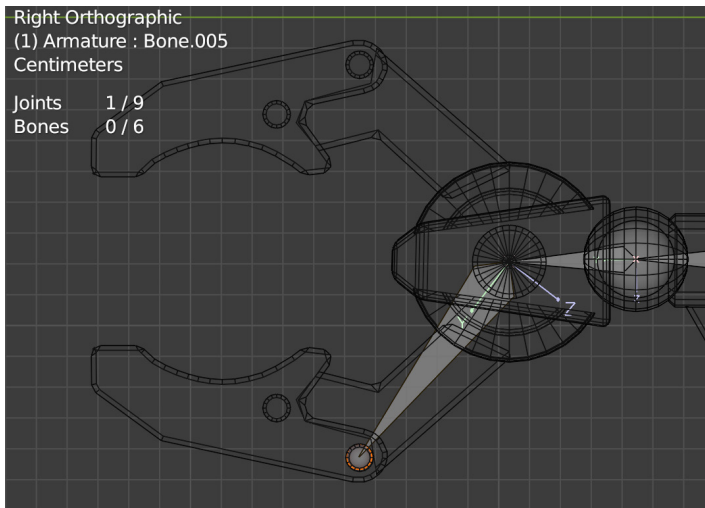 Right Orthographic
(1) Armature : Bone.005
Centimeters
Joints 1/9
Bones 0/6
Y
Z